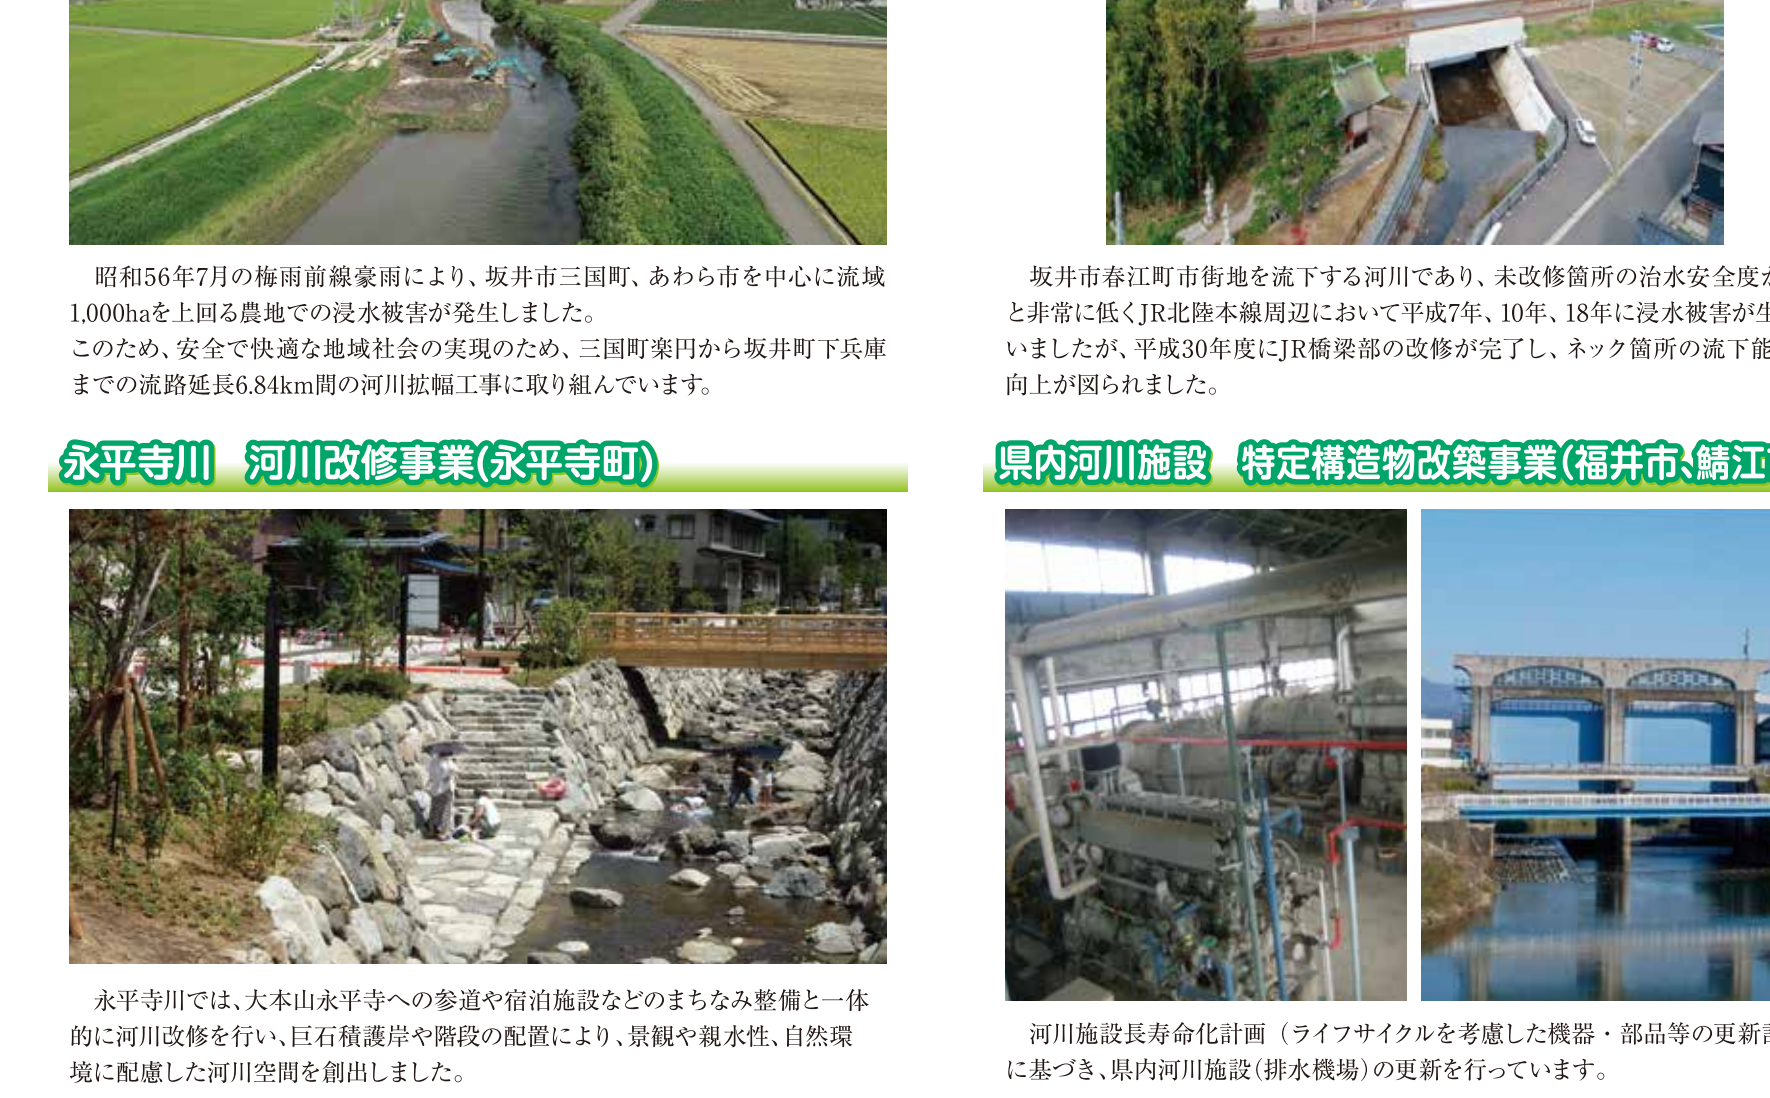 昭和56年7月の梅雨前線豪雨により、坂井市三国町、あわら市を中心に流域
1,000haを上回る農地での浸水被害が発生しました。
このため、安全で快適な地域社会の実現のため、三国町楽円から坂井町下兵庫
までの流路延長6.84km間の河川拡幅工事に取り組んでいます。
坂井市春江町市街地を流下する河川であり、未改修箇所の治水安全度が
と非常に低くJR北陸本線周辺において平成7年、10年、18年に浸水被害が生
いましたが、平成30年度にJR橋梁部の改修が完了し、ネック箇所の流下能
向上が図られました。
永平寺川　河川改修事業(永平寺町)
永平寺川では、大本山永平寺への参道や宿泊施設などのまちなみ整備と一体
的に河川改修を行い、巨石積護岸や階段の配置により、景観や親水性、自然環
境に配慮した河川空間を創出しました。
県内河川施設　特定構造物改築事業(福井市、鯖江
河川施設長寿命化計画（ライフサイクルを考慮した機器・部品等の更新
に基づき、県内河川施設(排水機場)の更新を行っています。